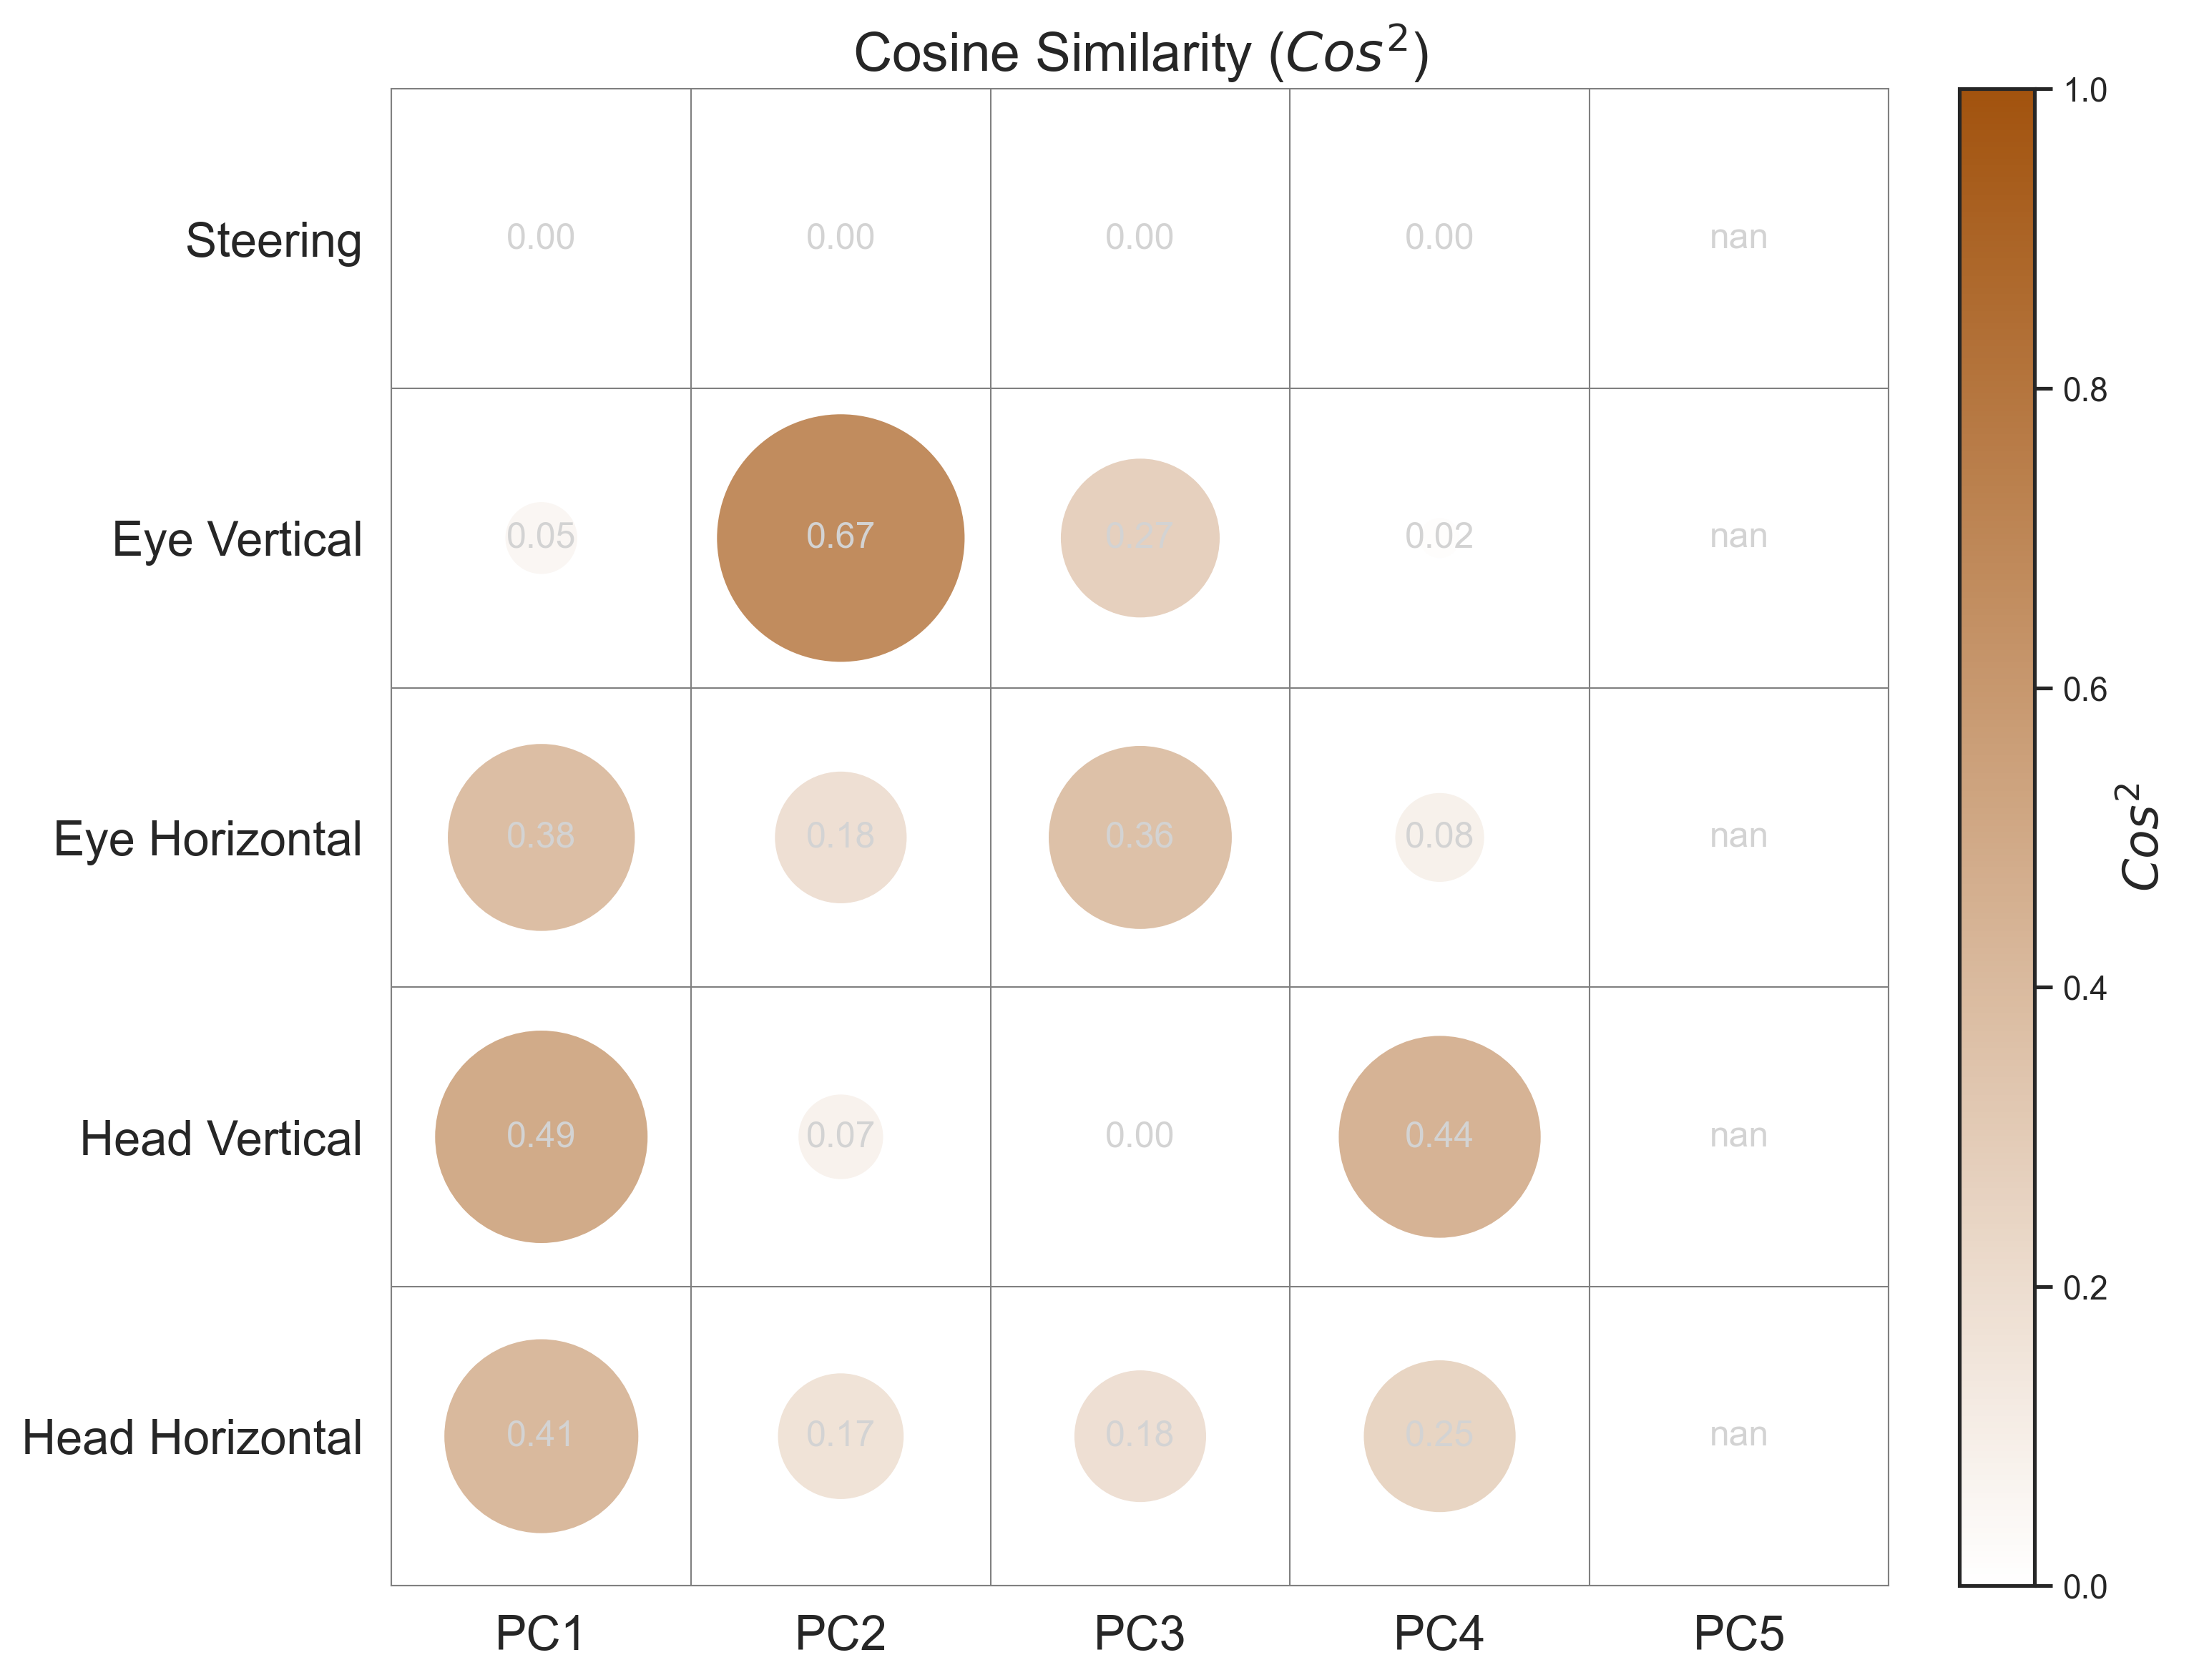 Cosine Similarity (Cos²)
Steering 0.00 0.00 0.00 0.00 nan
Eye Vertical 0.05 0.67 0.27 0.02 nan
Eye Horizontal 0.38 0.18 0.36 0.08 nan
Head Vertical 0.49 0.07 0.00 0.44 nan
Head Horizontal 0.41 0.17 0.18 0.25 nan
PC1 PC2 PC3 PC4 PC5
1.0
0.8
0.6
0.4
0.2
0.0
Cos²